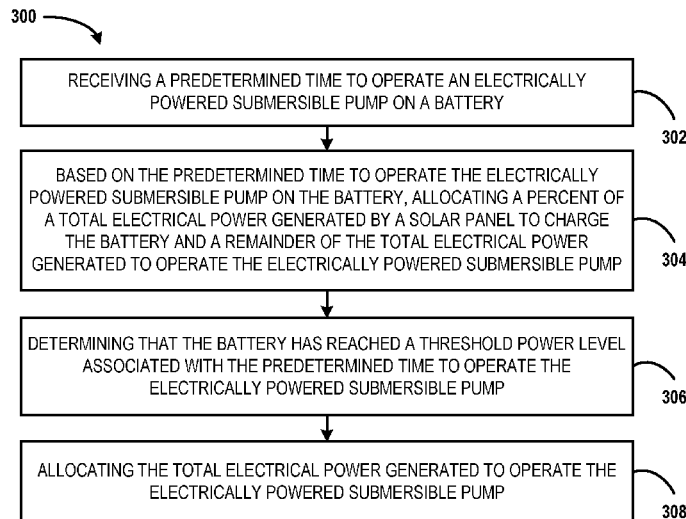 300
RECEIVING A PREDETERMINED TIME TO OPERATE AN ELECTRICALLY
POWERED SUBMERSIBLE PUMP ON A BATTERY
302
BASED ON THE PREDETERMINED TIME TO OPERATE THE ELECTRICALLY
POWERED SUBMERSIBLE PUMP ON THE BATTERY, ALLOCATING A PERCENT OF
A TOTAL ELECTRICAL POWER GENERATED BY A SOLAR PANEL TO CHARGE
THE BATTERY AND A REMAINDER OF THE TOTAL ELECTRICAL POWER
GENERATED TO OPERATE THE ELECTRICALLY POWERED SUBMERSIBLE PUMP
304
DETERMINING THAT THE BATTERY HAS REACHED A THRESHOLD POWER LEVEL
ASSOCIATED WITH THE PREDETERMINED TIME TO OPERATE THE
ELECTRICALLY POWERED SUBMERSIBLE PUMP
306
ALLOCATING THE TOTAL ELECTRICAL POWER GENERATED TO OPERATE THE
ELECTRICALLY POWERED SUBMERSIBLE PUMP
308